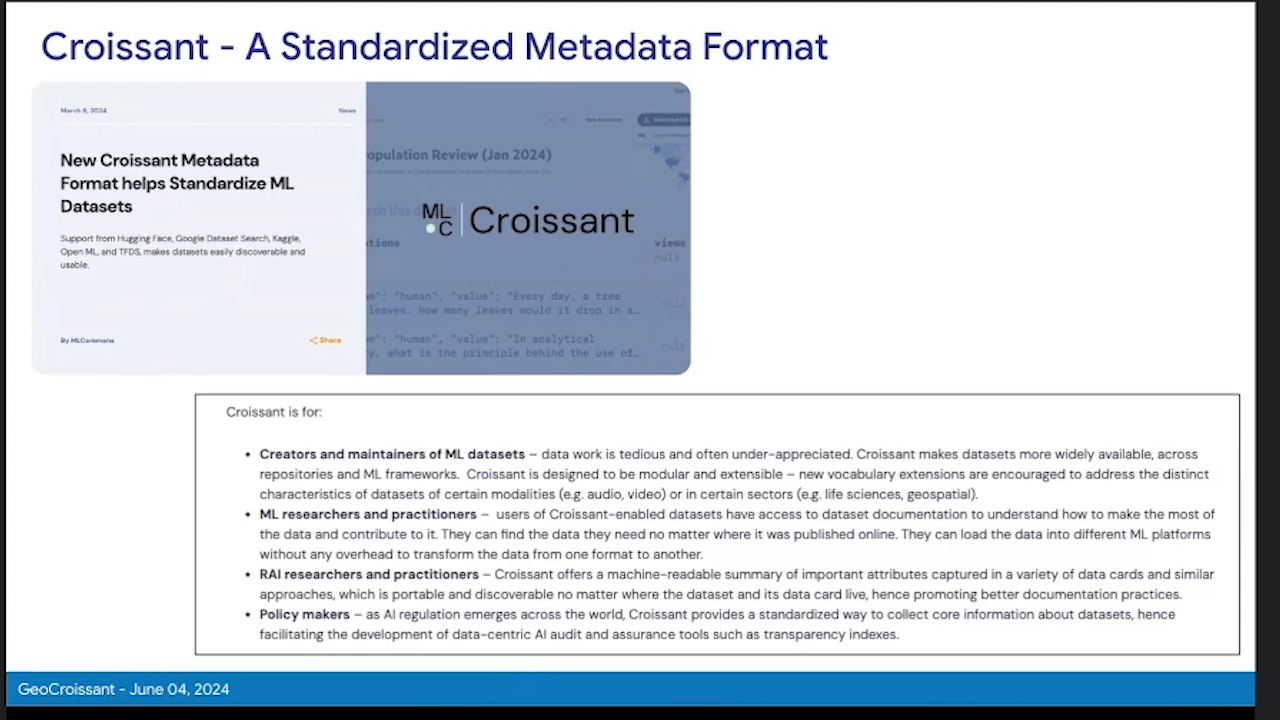 Croissant - A Standardized Metadata Format
March 6, 2024
News
New Croissant Metadata
Format helps Standardize ML
Datasets
Support from Hugging Face, Google Dataset Search, Kaggle,
Open ML, and TFDS, makes datasets easily discoverable and
usable.
By MLCommons
Share
opulation Review (Jan 2024)
ML
C
Croissant
rch this d
tions
views
null
m": "human", "value": "Every day, a tree
leaves. How many leaves would it drop in a…
null
m": "human", "value": "In analytical
y, what is the principle behind the use of…
null
Croissant is for:
• Creators and maintainers of ML datasets – data work is tedious and often under-appreciated. Croissant makes datasets more widely available, across
repositories and ML frameworks. Croissant is designed to be modular and extensible – new vocabulary extensions are encouraged to address the distinct
characteristics of datasets of certain modalities (e.g. audio, video) or in certain sectors (e.g. life sciences, geospatial).
• ML researchers and practitioners – users of Croissant-enabled datasets have access to dataset documentation to understand how to make the most of
the data and contribute to it. They can find the data they need no matter where it was published online. They can load the data into different ML platforms
without any overhead to transform the data from one format to another.
• RAI researchers and practitioners – Croissant offers a machine-readable summary of important attributes captured in a variety of data cards and similar
approaches, which is portable and discoverable no matter where the dataset and its data card live, hence promoting better documentation practices.
• Policy makers – as AI regulation emerges across the world, Croissant provides a standardized way to collect core information about datasets, hence
facilitating the development of data-centric AI audit and assurance tools such as transparency indexes.
GeoCroissant - June 04, 2024